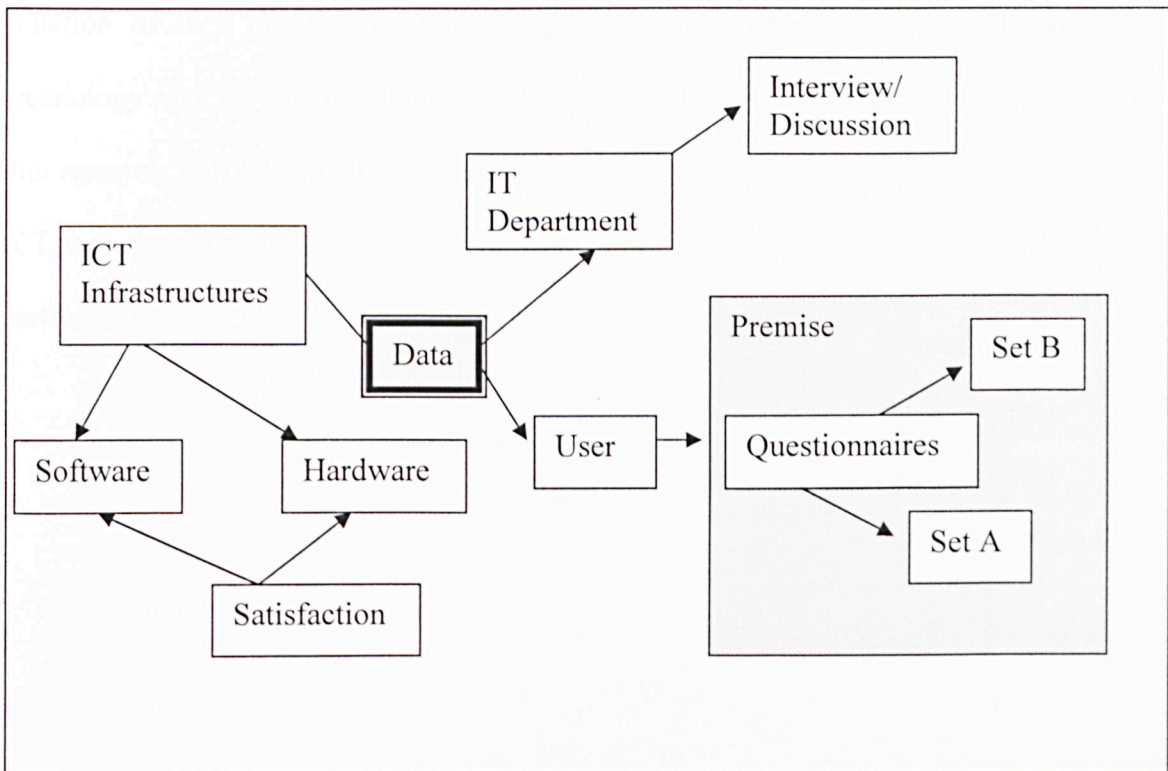 Interview/
Discussion
IT
Department
ICT
Infrastructures
Premise
Data
Set B
User
Questionnaires
Software
Hardware
Set A
Satisfaction